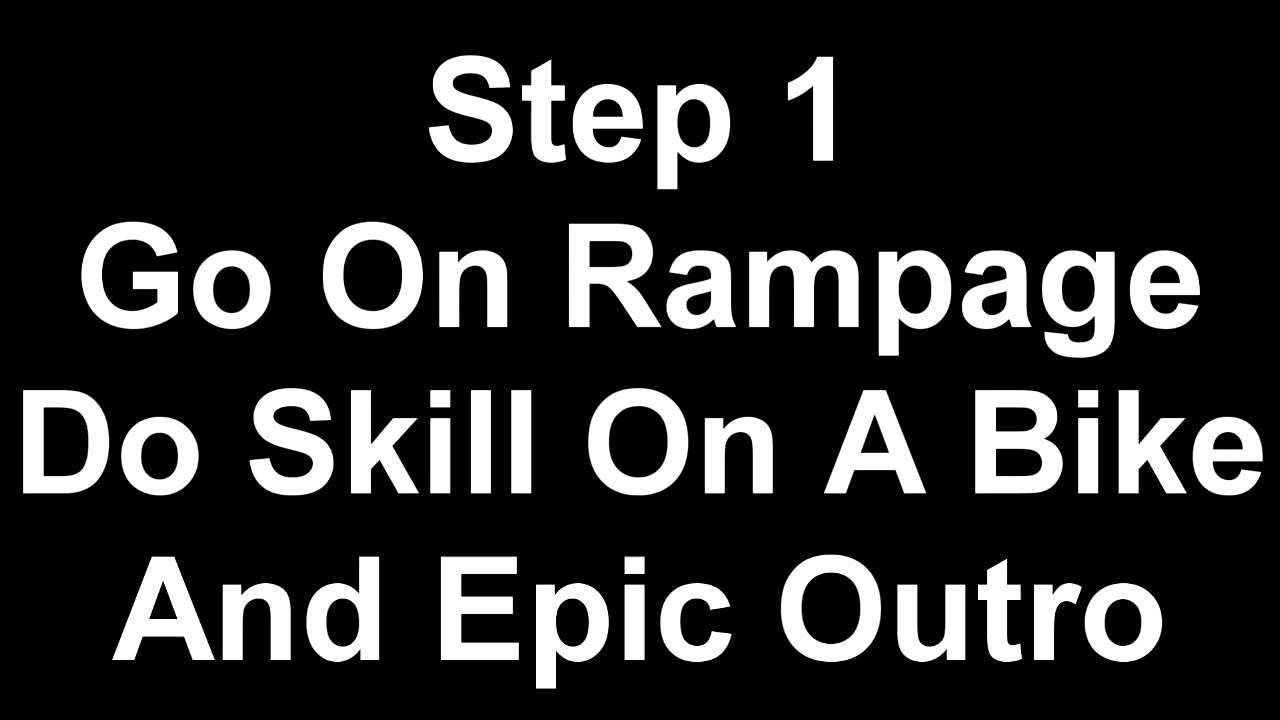 Step 1
Go On Rampage
Do Skill On A Bike
And Epic Outro